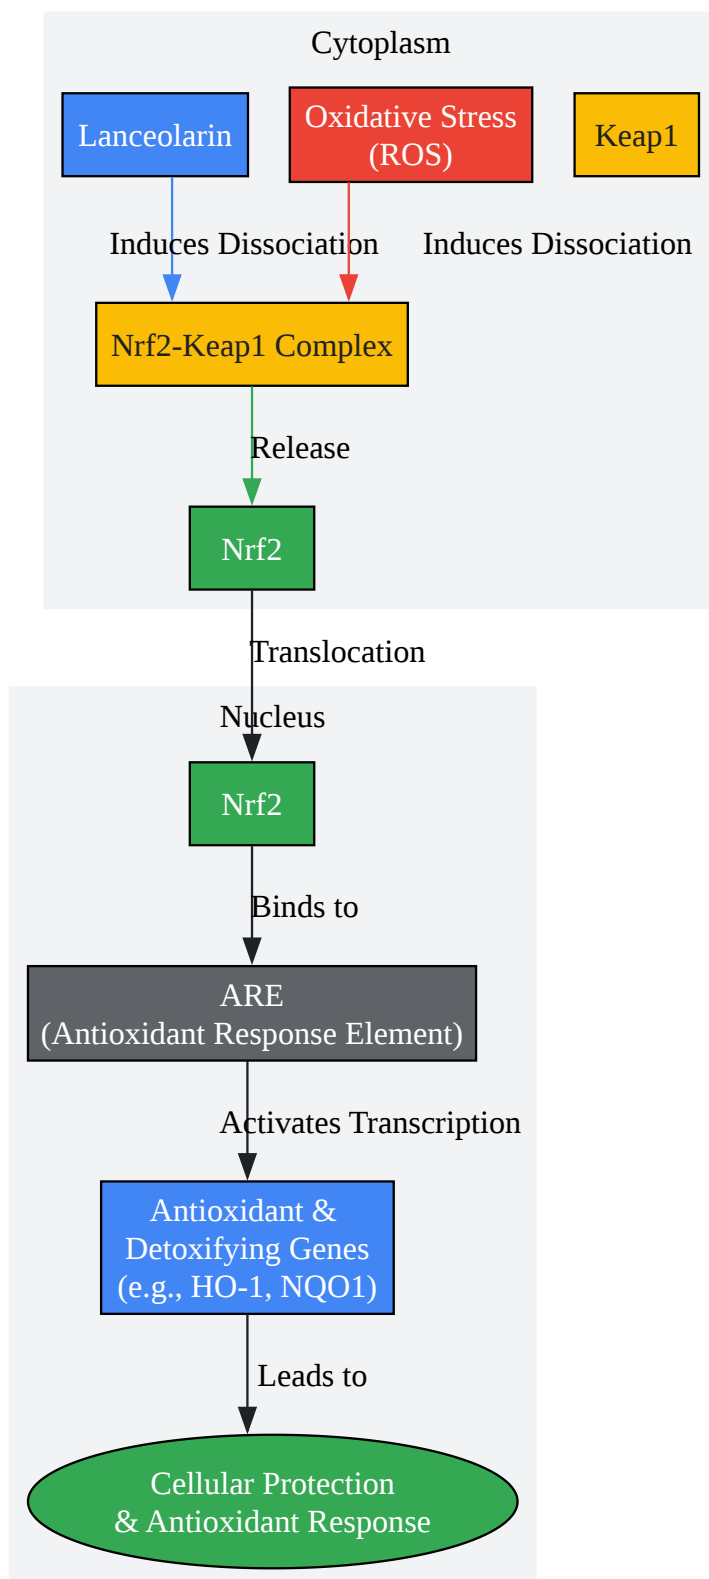 Cytoplasm
Lanceolarin
Oxidative Stress
(ROS)
Keap1
Induces Dissociation
Induces Dissociation
Nrf2-Keap1 Complex
Release
Nrf2
Translocation
Nucleus
Nrf2
Binds to
ARE
(Antioxidant Response Element)
Activates Transcription
Antioxidant &
Detoxifying Genes
(e.g., HO-1, NQO1)
Leads to
Cellular Protection
& Antioxidant Response